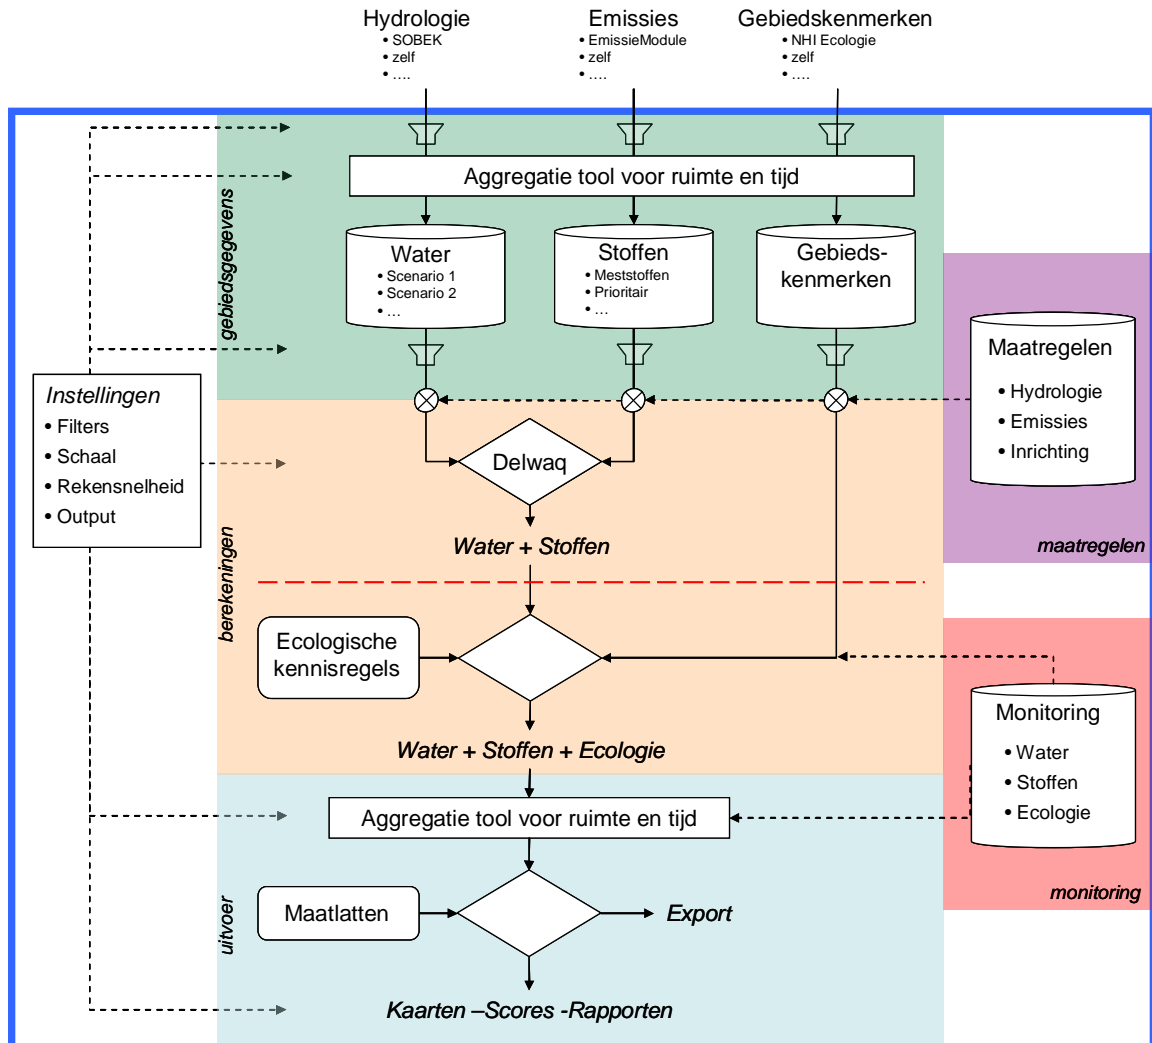 Hydrologie
• SOBEK
• zelf
• ....
Emissies
• EmissieModule
• zelf
• ....
Gebiedskenmerken
• NHI Ecologie
• zelf
• ....
Aggregatie tool voor ruimte en tijd
gebiedsgegevens
Water
• Scenario 1
• Scenario 2
• ...
Stoffen
• Meststoffen
• Prioritair
• ...
Gebieds-
kenmerken
Maatregelen
• Hydrologie
• Emissies
• Inrichting
maatregelen
Instellingen
• Filters
• Schaal
• Rekensnelheid
• Output
berekeningen
Delwaq
Water + Stoffen
Ecologische
kennisregels
Water + Stoffen + Ecologie
Monitoring
• Water
• Stoffen
• Ecologie
monitoring
uitvoer
Aggregatie tool voor ruimte en tijd
Maatlatten
Export
Kaarten –Scores -Rapporten